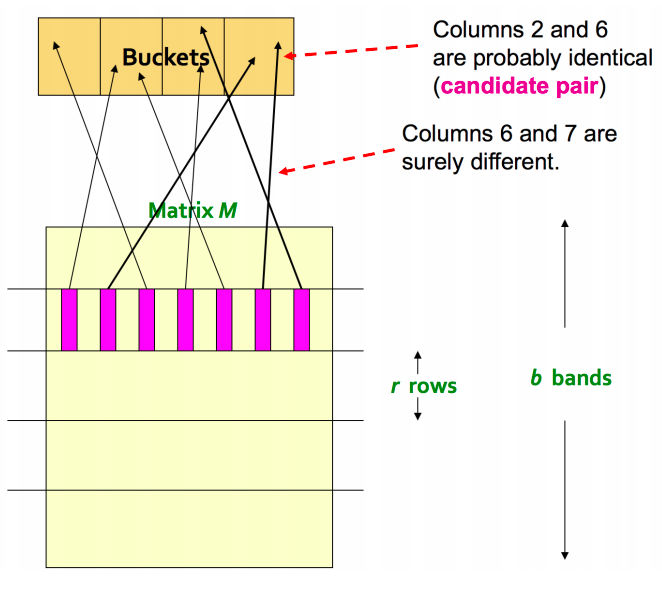 Buckets
Columns 2 and 6
are probably identical
(candidate pair)
Columns 6 and 7 are
surely different.
Matrix M
r rows
b bands